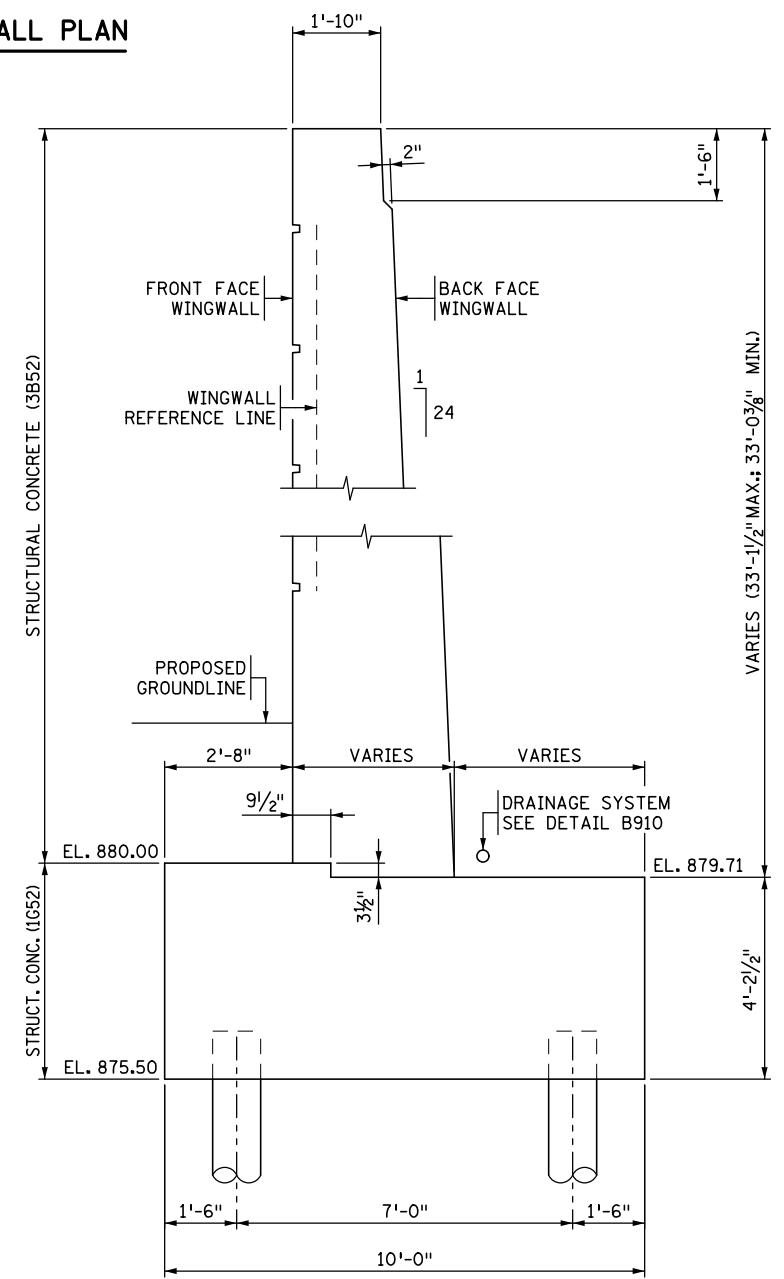 ALL PLAN
1'-10"
2"
1'-6"
FRONT FACE
WINGWALL
BACK FACE
WINGWALL
WINGWALL
REFERENCE LINE
1
24
STRUCTURAL CONCRETE (3B52)
VARIES (33'-1½" MAX.; 33'-0⅜" MIN.)
PROPOSED
GROUNDLINE
2'-8"
VARIES
VARIES
9½"
DRAINAGE SYSTEM
SEE DETAIL B910
EL. 880.00
EL. 879.71
3½"
STRUCT. CONC. (1G52)
4'-2½"
EL. 875.50
1'-6"
7'-0"
1'-6"
10'-0"